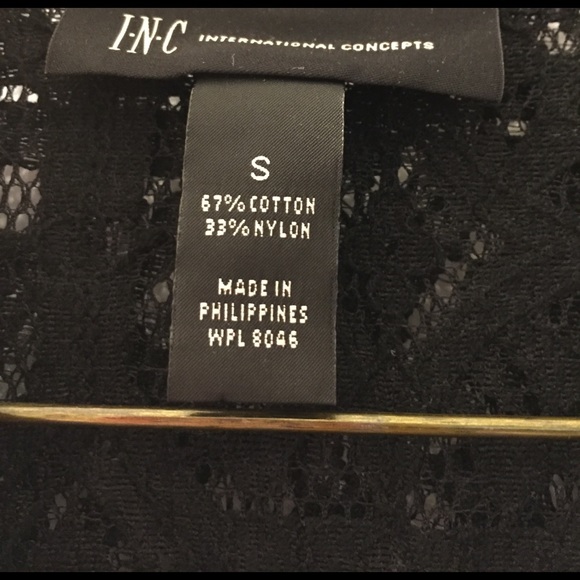 I·N·C INTERNATIONAL CONCEPTS
S
67% COTTON
33% NYLON
MADE IN
PHILIPPINES
WPL 8046